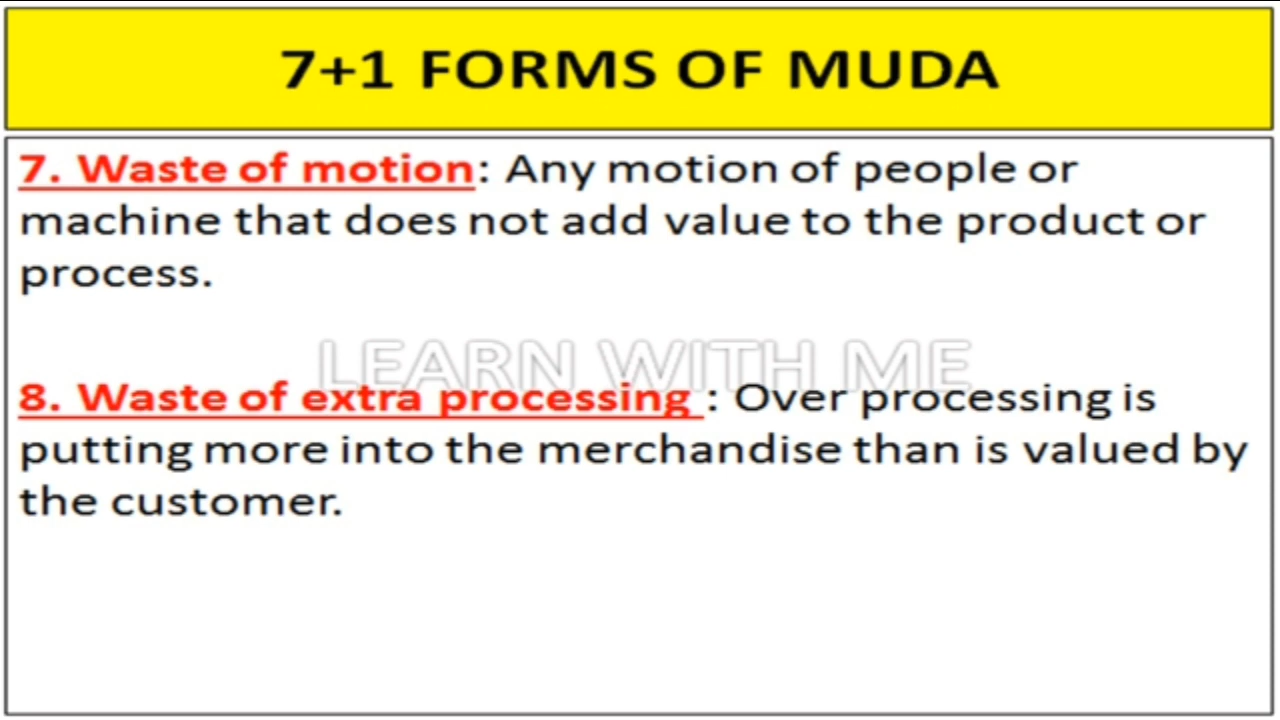 7+1 FORMS OF MUDA
7. Waste of motion: Any motion of people or
machine that does not add value to the product or
process.
LEARN WITH ME
8. Waste of extra processing : Over processing is
putting more into the merchandise than is valued by
the customer.